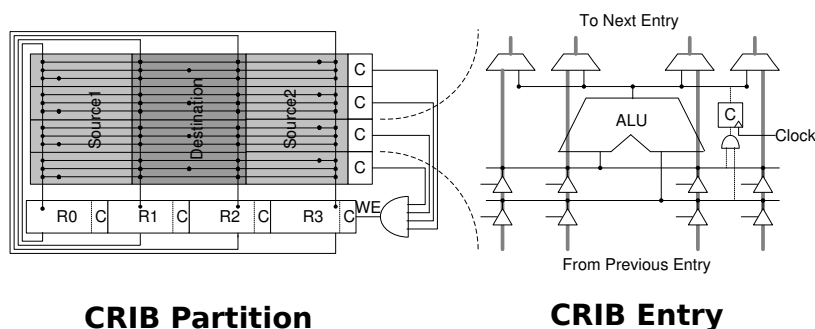 To Next Entry
C
C
C
C
Source1
Destination
Source2
ALU
C
Clock
R0
C
R1
C
R2
C
R3
C
WE
From Previous Entry
CRIB Partition
CRIB Entry